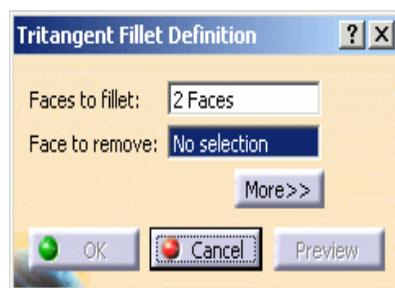 Tritangent Fillet Definition ? X
Faces to fillet: 2 Faces
Face to remove: No selection
More>>
OK Cancel Preview